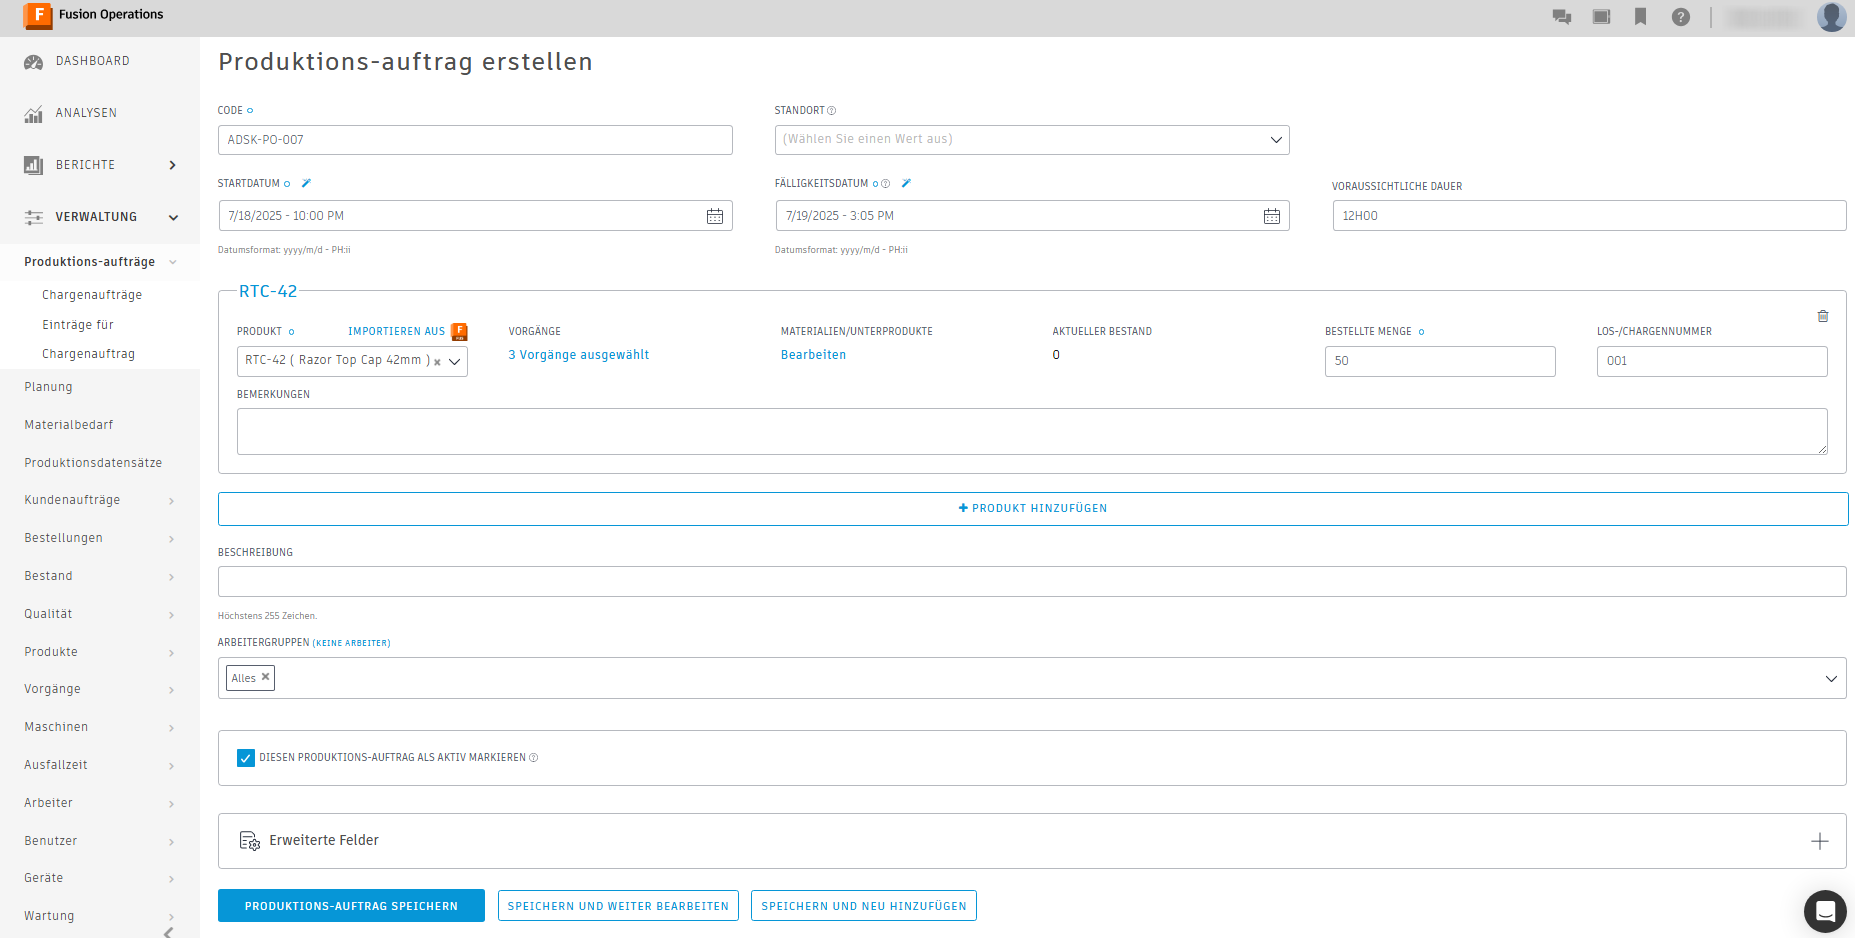 Fusion Operations
DASHBOARD
ANALYSEN
BERICHTE
VERWALTUNG
Produktions-aufträge
Chargenaufträge
Einträge für
Chargenauftrag
Planung
Materialbedarf
Produktionsdatensätze
Kundenaufträge
Bestellungen
Bestand
Qualität
Produkte
Vorgänge
Maschinen
Ausfallzeit
Arbeiter
Benutzer
Geräte
Wartung
Produktions-auftrag erstellen
CODE
ADSK-PO-007
STANDORT
(Wählen Sie einen Wert aus)
STARTDATUM
7/18/2025 - 10:00 PM
Datumsformat: yyyy/m/d - PH:ii
FÄLLIGKEITSDATUM
7/19/2025 - 3:05 PM
Datumsformat: yyyy/m/d - PH:ii
VORAUSSICHTLICHE DAUER
12H00
RTC-42
PRODUKT IMPORTIEREN AUS
RTC-42 ( Razor Top Cap 42mm )
VORGÄNGE
3 Vorgänge ausgewählt
MATERIALIEN/UNTERPRODUKTE
Bearbeiten
AKTUELLER BESTAND
0
BESTELLTE MENGE
50
LOS-/CHARGENNUMMER
001
BEMERKUNGEN
PRODUKT HINZUFÜGEN
BESCHREIBUNG
Höchstens 255 Zeichen.
ARBEITERGRUPPEN (KEINE ARBEITER)
Alles
DIESEN PRODUKTIONS-AUFTRAG ALS AKTIV MARKIEREN
Erweiterte Felder
PRODUKTIONS-AUFTRAG SPEICHERN
SPEICHERN UND WEITER BEARBEITEN
SPEICHERN UND NEU HINZUFÜGEN